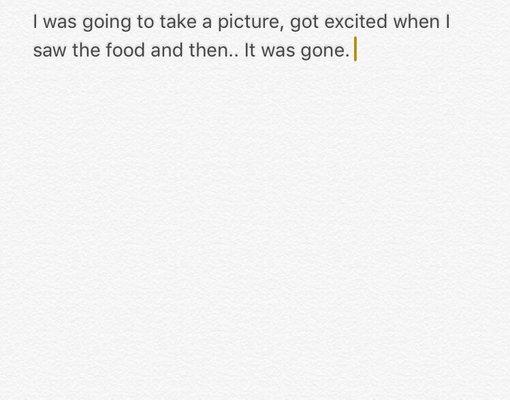 I was going to take a picture, got excited when I
saw the food and then.. It was gone.